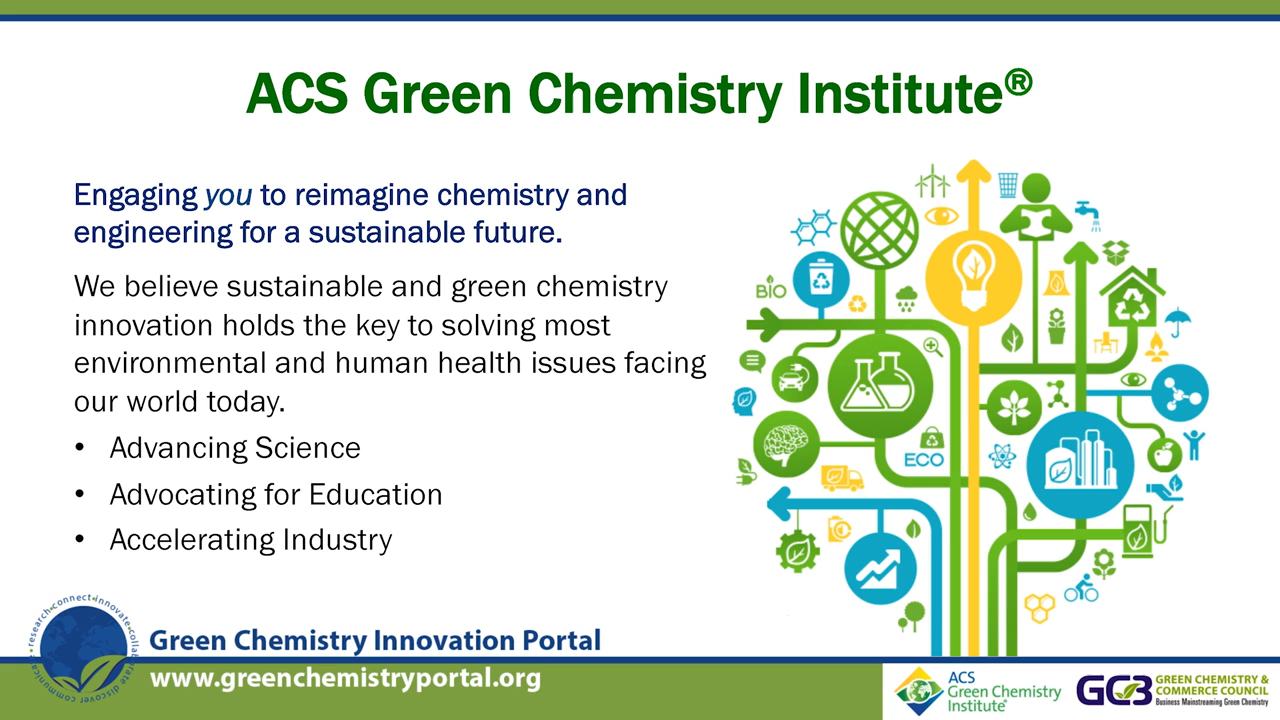 ACS Green Chemistry Institute®
Engaging you to reimagine chemistry and
engineering for a sustainable future.
We believe sustainable and green chemistry
innovation holds the key to solving most
environmental and human health issues facing
our world today.
• Advancing Science
• Advocating for Education
• Accelerating Industry
BIO
ECO
communicate•research•connect•innovate•collaborate discover
Green Chemistry Innovation Portal
www.greenchemistryportal.org
ACS
Green Chemistry
Institute®
GC3
GREEN CHEMISTRY &
COMMERCE COUNCIL
Business Mainstreaming Green Chemistry